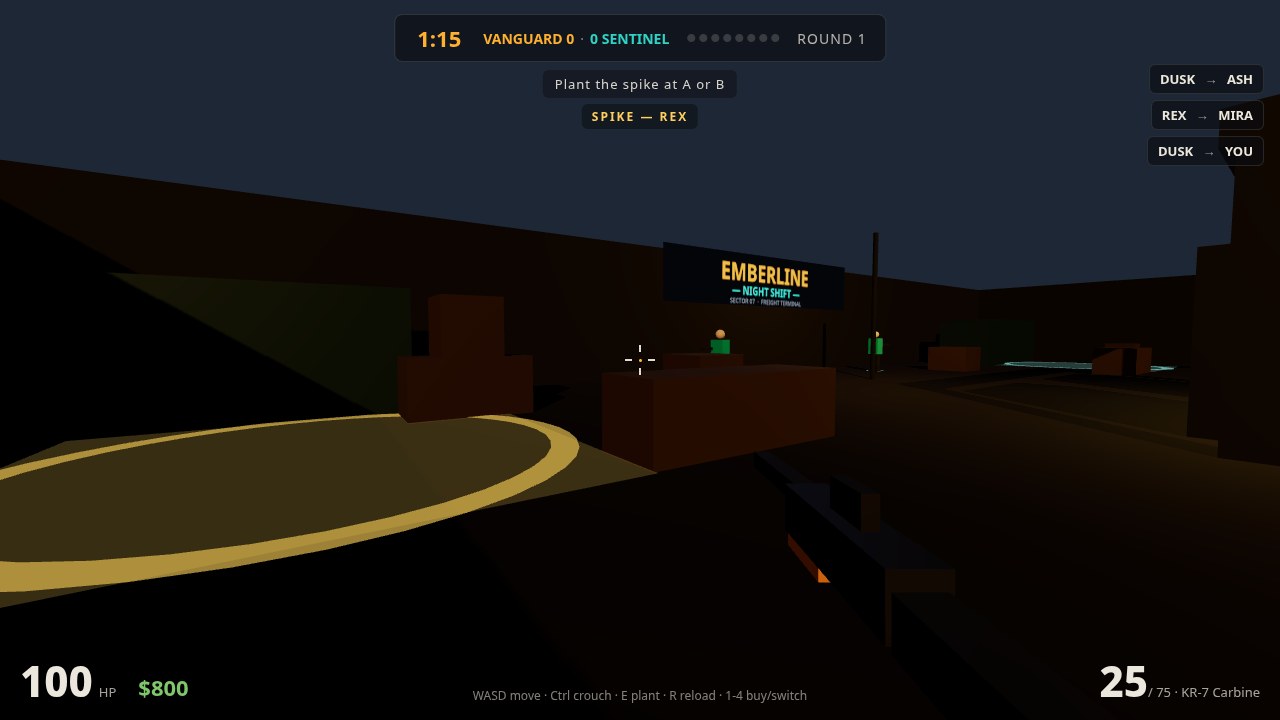 1:15 VANGUARD 0 · 0 SENTINEL ROUND 1
Plant the spike at A or B
SPIKE — REX
DUSK → ASH
REX → MIRA
DUSK → YOU
EMBERLINE
— NIGHT SHIFT —
SECTOR 07 · FREIGHT TERMINAL
100 HP $800
WASD move · Ctrl crouch · E plant · R reload · 1-4 buy/switch
25 / 75 · KR-7 Carbine